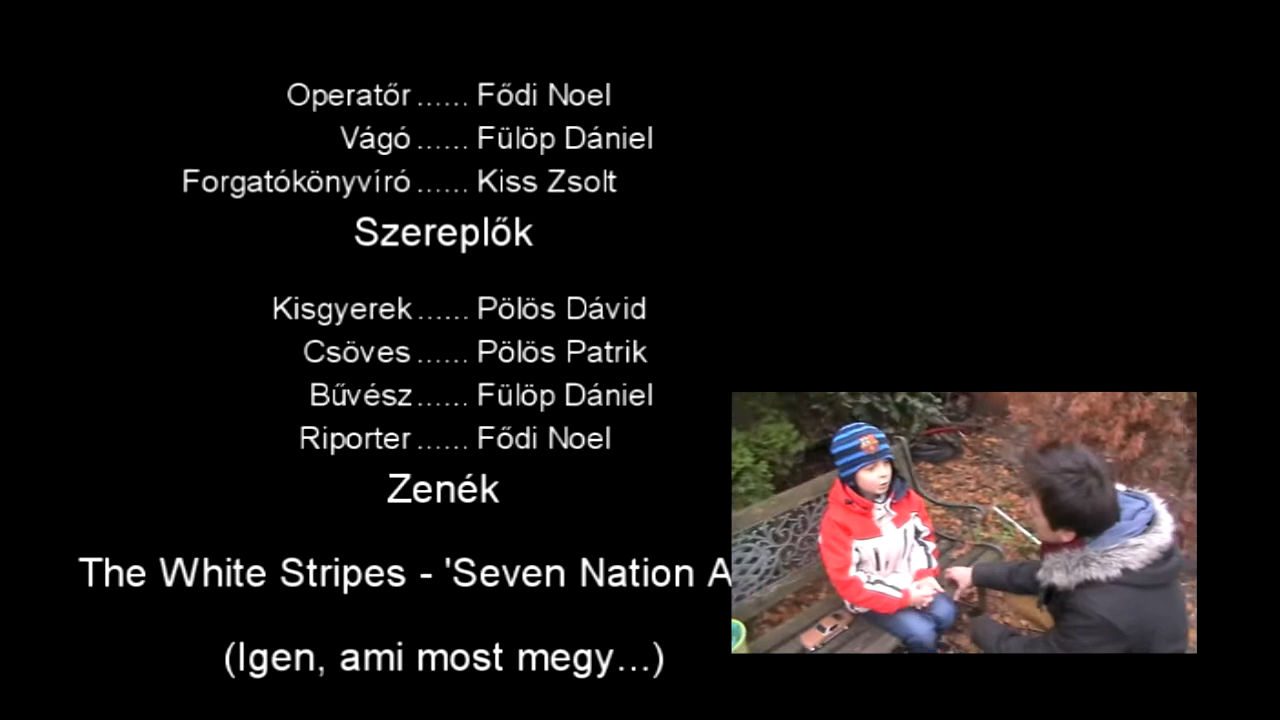 Operatőr...... Fődi Noel
Vágó...... Fülöp Dániel
Forgatókönyvíró...... Kiss Zsolt
Szereplők
Kisgyerek...... Pölös Dávid
Csöves...... Pölös Patrik
Bűvész...... Fülöp Dániel
Riporter...... Fődi Noel
Zenék
The White Stripes - 'Seven Nation A
(Igen, ami most megy...)